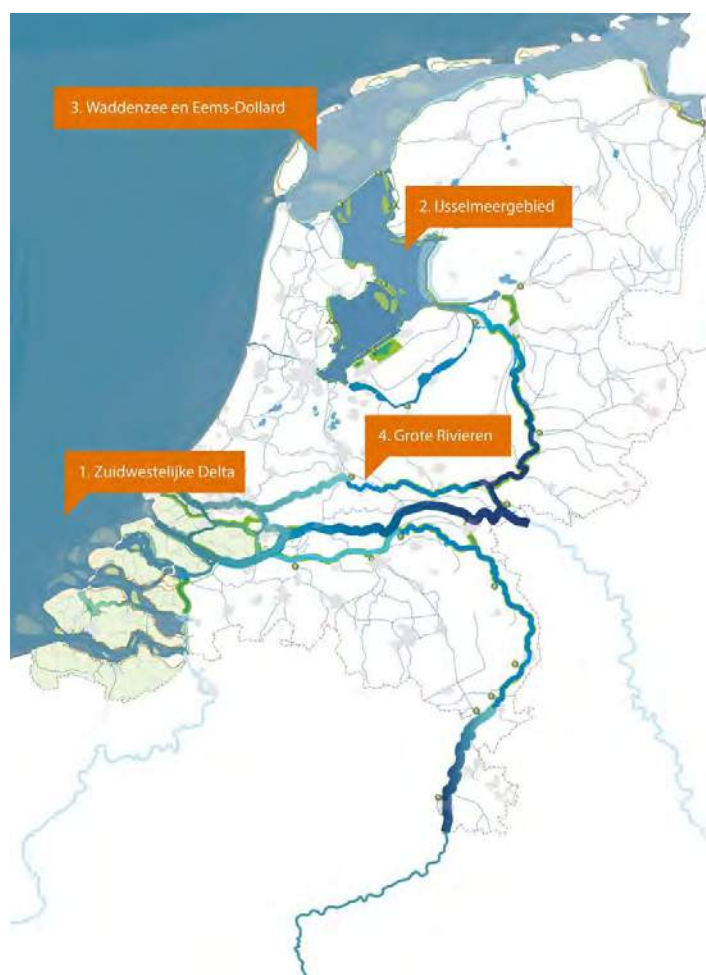 3. Waddenzee en Eems-Dollard
2. IJsselmeergebied
4. Grote Rivieren
1. Zuidwestelijke Delta